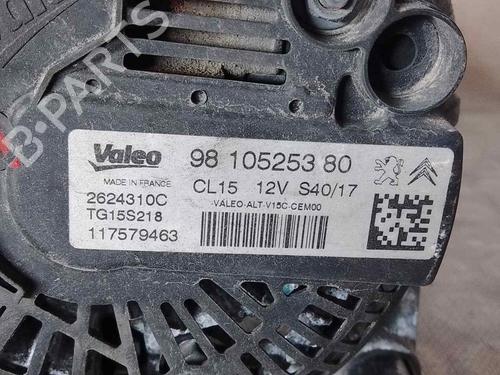 B-PARTS
Valeo
MADE IN FRANCE
98 105253 80
CL15 12V S40/17
-VALEO-ALT-V15C-CEM00
2624310C
TG15S218
117579463